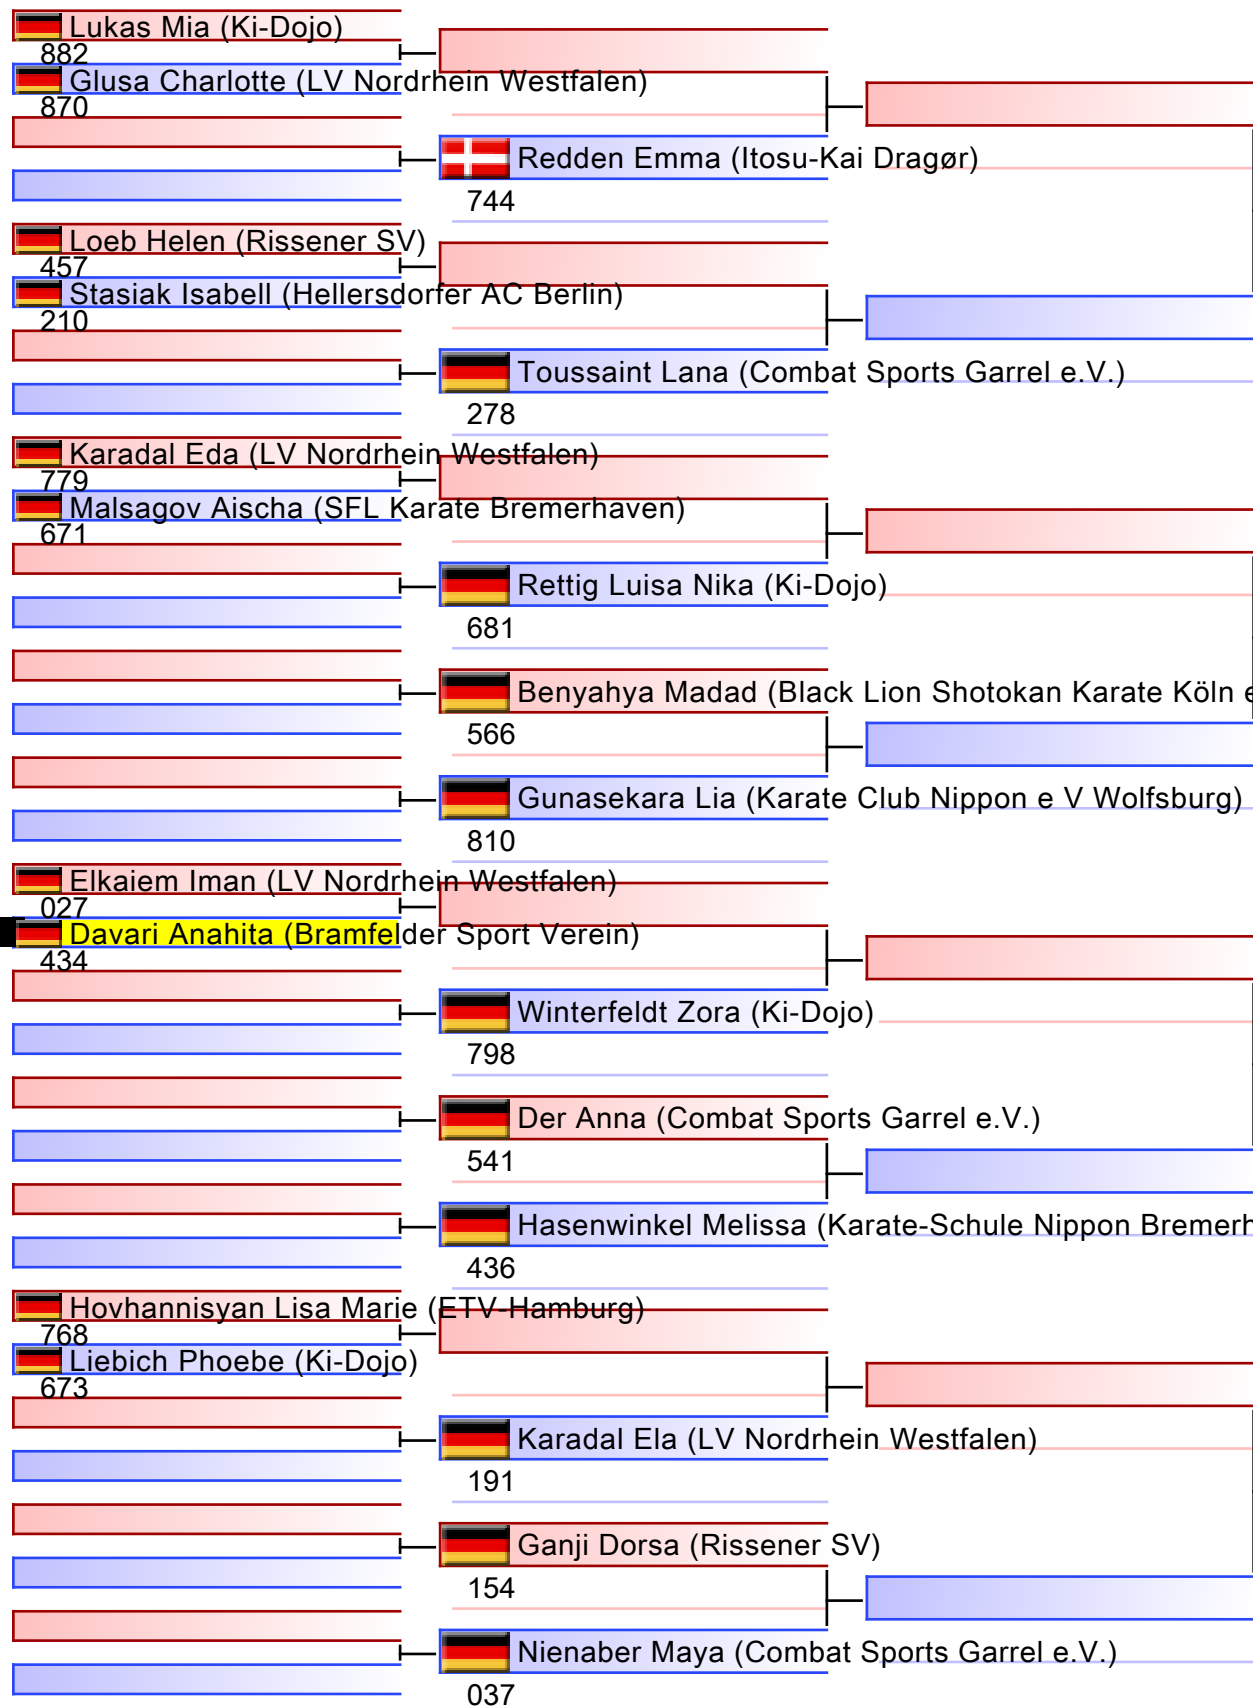 Lukas Mia (Ki-Dojo)
882
Glusa Charlotte (LV Nordrhein Westfalen)
870
Redden Emma (Itosu-Kai Dragør)
744
Loeb Helen (Rissener SV)
457
Stasiak Isabell (Hellersdorfer AC Berlin)
210
Toussaint Lana (Combat Sports Garrel e.V.)
278
Karadal Eda (LV Nordrhein Westfalen)
779
Malsagov Aischa (SFL Karate Bremerhaven)
671
Rettig Luisa Nika (Ki-Dojo)
681
Benyahya Madad (Black Lion Shotokan Karate Köln e
566
Gunasekara Lia (Karate Club Nippon e V Wolfsburg)
810
Elkaiem Iman (LV Nordrhein Westfalen)
027
Davari Anahita (Bramfelder Sport Verein)
434
Winterfeldt Zora (Ki-Dojo)
798
Der Anna (Combat Sports Garrel e.V.)
541
Hasenwinkel Melissa (Karate-Schule Nippon Bremerh
436
Hovhannisyan Lisa Marie (ETV-Hamburg)
768
Liebich Phoebe (Ki-Dojo)
673
Karadal Ela (LV Nordrhein Westfalen)
191
Ganji Dorsa (Rissener SV)
154
Nienaber Maya (Combat Sports Garrel e.V.)
037